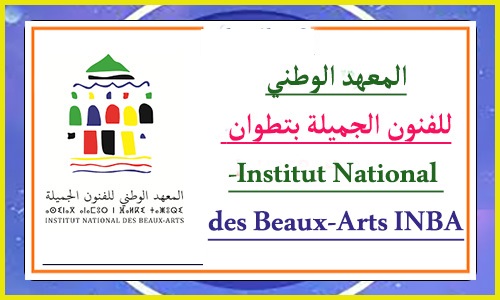 المعهد الوطني
للفنون الجميلة بتطوان
-Institut National
des Beaux-Arts INBA
المعهد الوطني للفنون الجميلة
INSTITUT NATIONAL DES BEAUX-ARTS